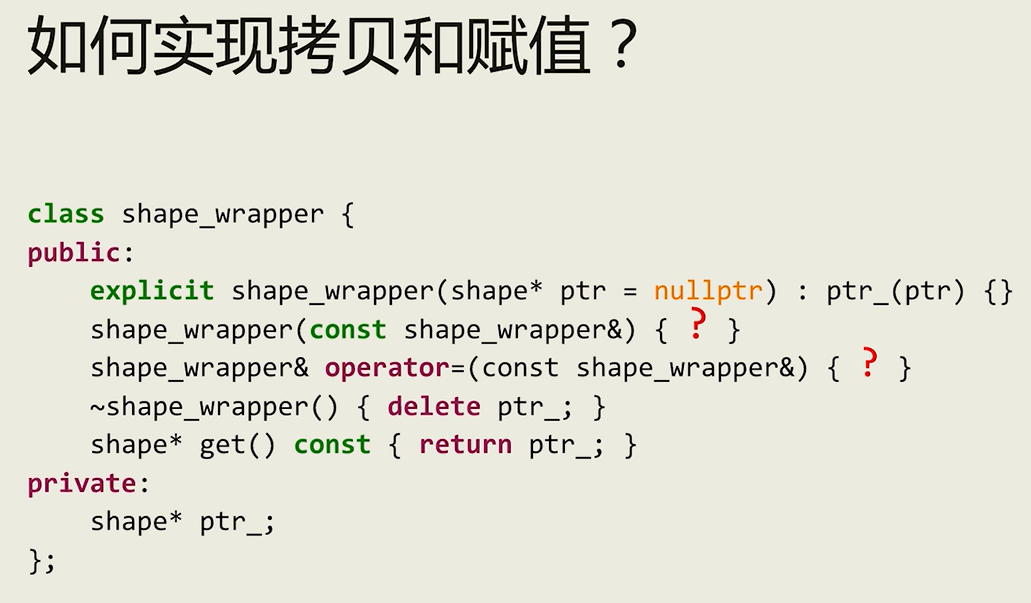 如何实现拷贝和赋值？
class shape_wrapper {
public:
    explicit shape_wrapper(shape* ptr = nullptr) : ptr_(ptr) {}
    shape_wrapper(const shape_wrapper&) { ? }
    shape_wrapper& operator=(const shape_wrapper&) { ? }
    ~shape_wrapper() { delete ptr_; }
    shape* get() const { return ptr_; }
private:
    shape* ptr_;
};